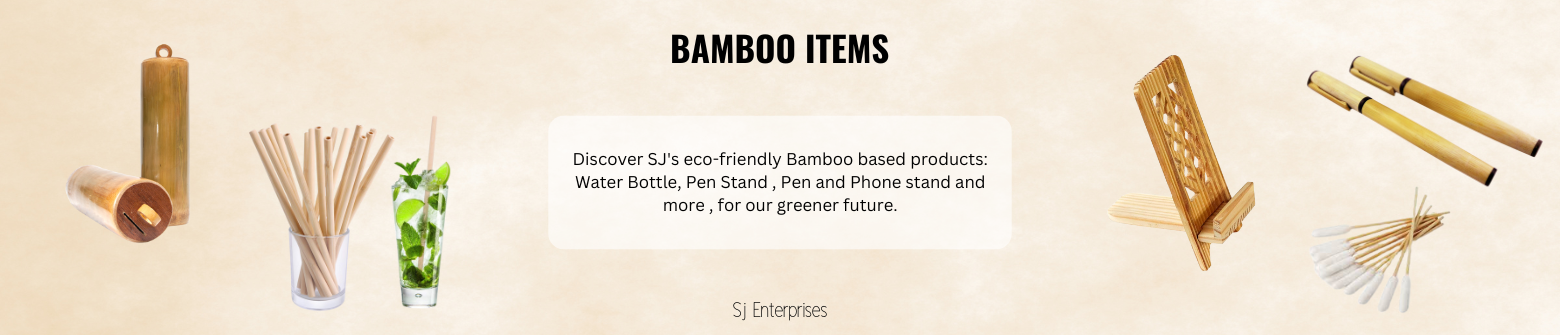 BAMBOO ITEMS
Discover SJ's eco-friendly Bamboo based products:
Water Bottle, Pen Stand , Pen and Phone stand and
more , for our greener future.
Sj Enterprises